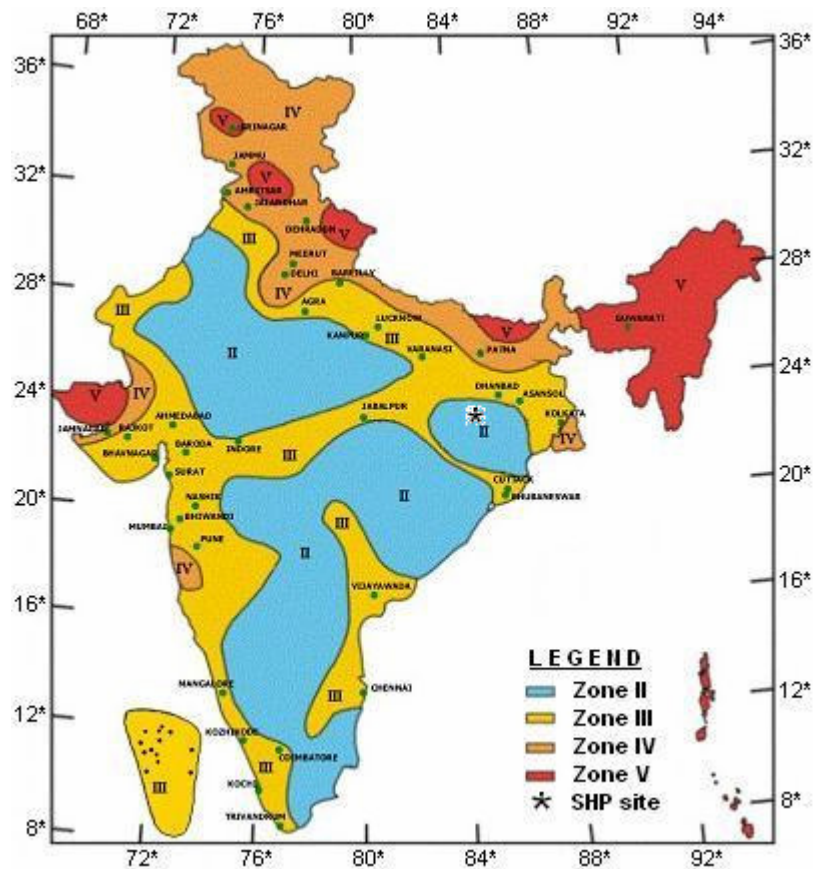 68* 72* 76* 80* 84* 88* 92* 94*
36* 36*
IV
V
SRINAGAR
JAMMU
32* 32*
V
AMRITSAR
JALANDHAR
DEHRADUN
V
III
MEERUT
DELHI
BAREILLY
28* 28*
IV
V
III
AGRA
LUCKNOW
KANPUR
III
V
GUWAHATI
VARANASI
PATNA
II
24* 24*
V
IV
DHANBAD
ASANSOL
AHMEDABAD
JABALPUR
KOLKATA
JAMNAGAR
RAJKOT
II
IV
BARODA
INDORE
BHAVNAGAR
III
SURAT
CUTTACK
BHUBANESWAR
20* 20*
NASHIK
II
BHIWANDI
III
MUMBAI
PUNE
II
IV
VIJAYAWADA
16* 16*
LEGEND
MANGALORE
CHENNAI
Zone II
III
12* 12*
Zone III
KOZHIKODE
COIMBATORE
Zone IV
III
III
KOCHI
Zone V
8* 8*
SHP site
TRIVANDRUM
72* 76* 80* 84* 88* 92*